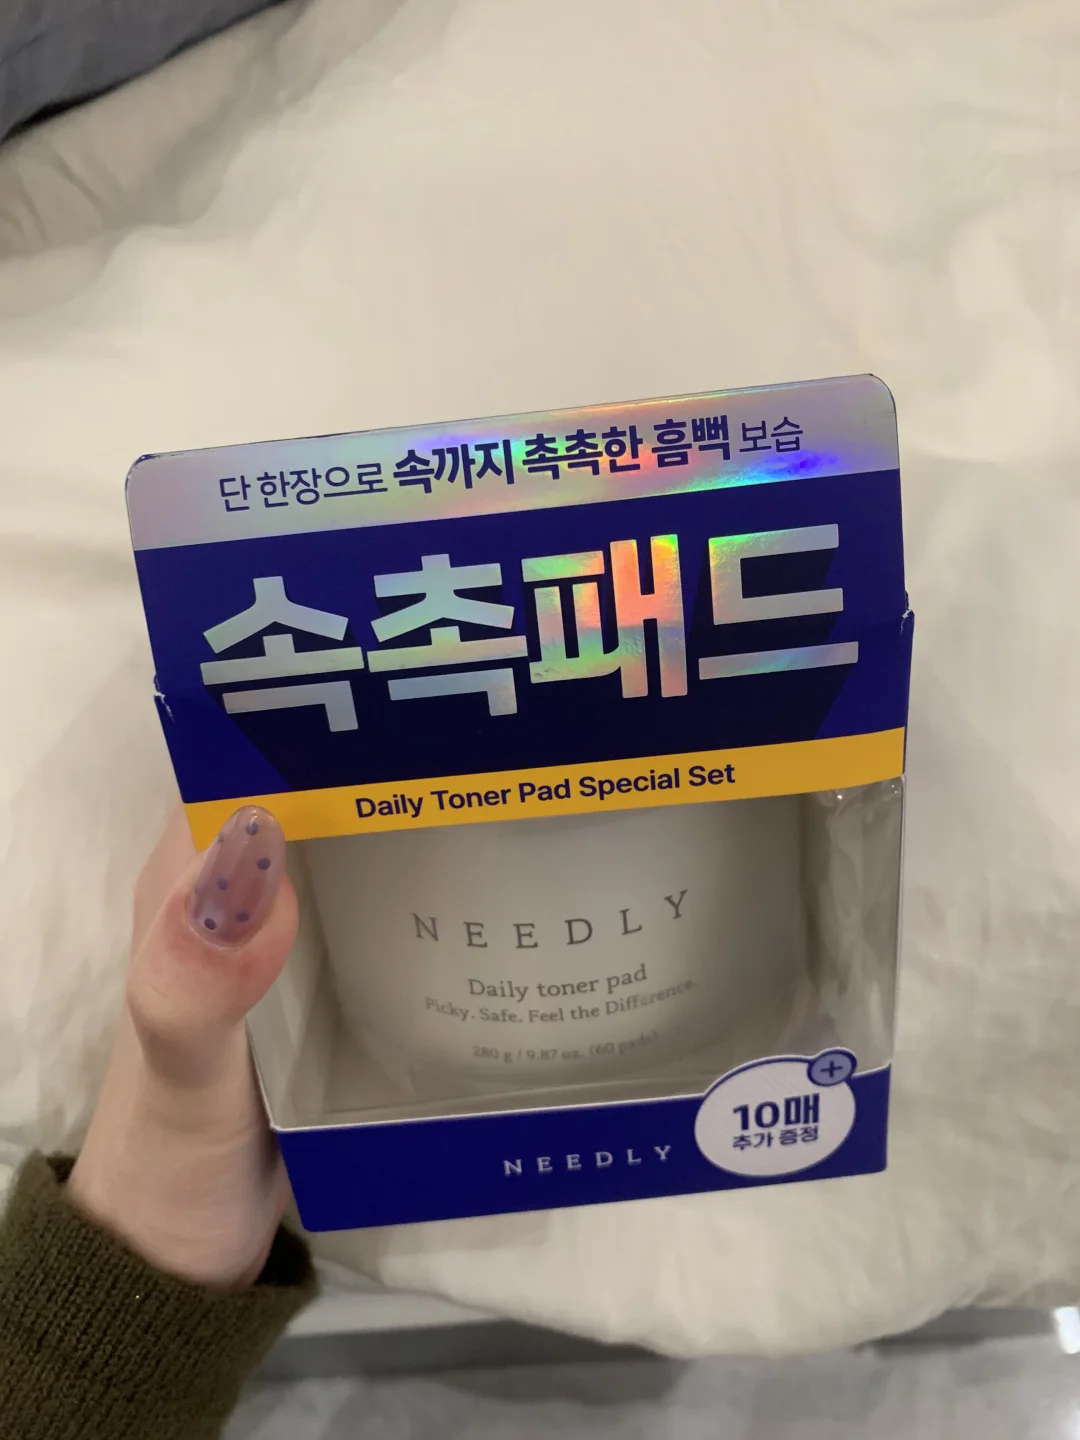 단 한장으로 속까지 촉촉한 흠뻑 보습
속촉패드
Daily Toner Pad Special Set
NEEDLY
Daily toner pad
Picky. Safe. Feel the Difference.
280 g / 9.87 oz. (60 pads)
NEEDLY
+
10매
추가 증정